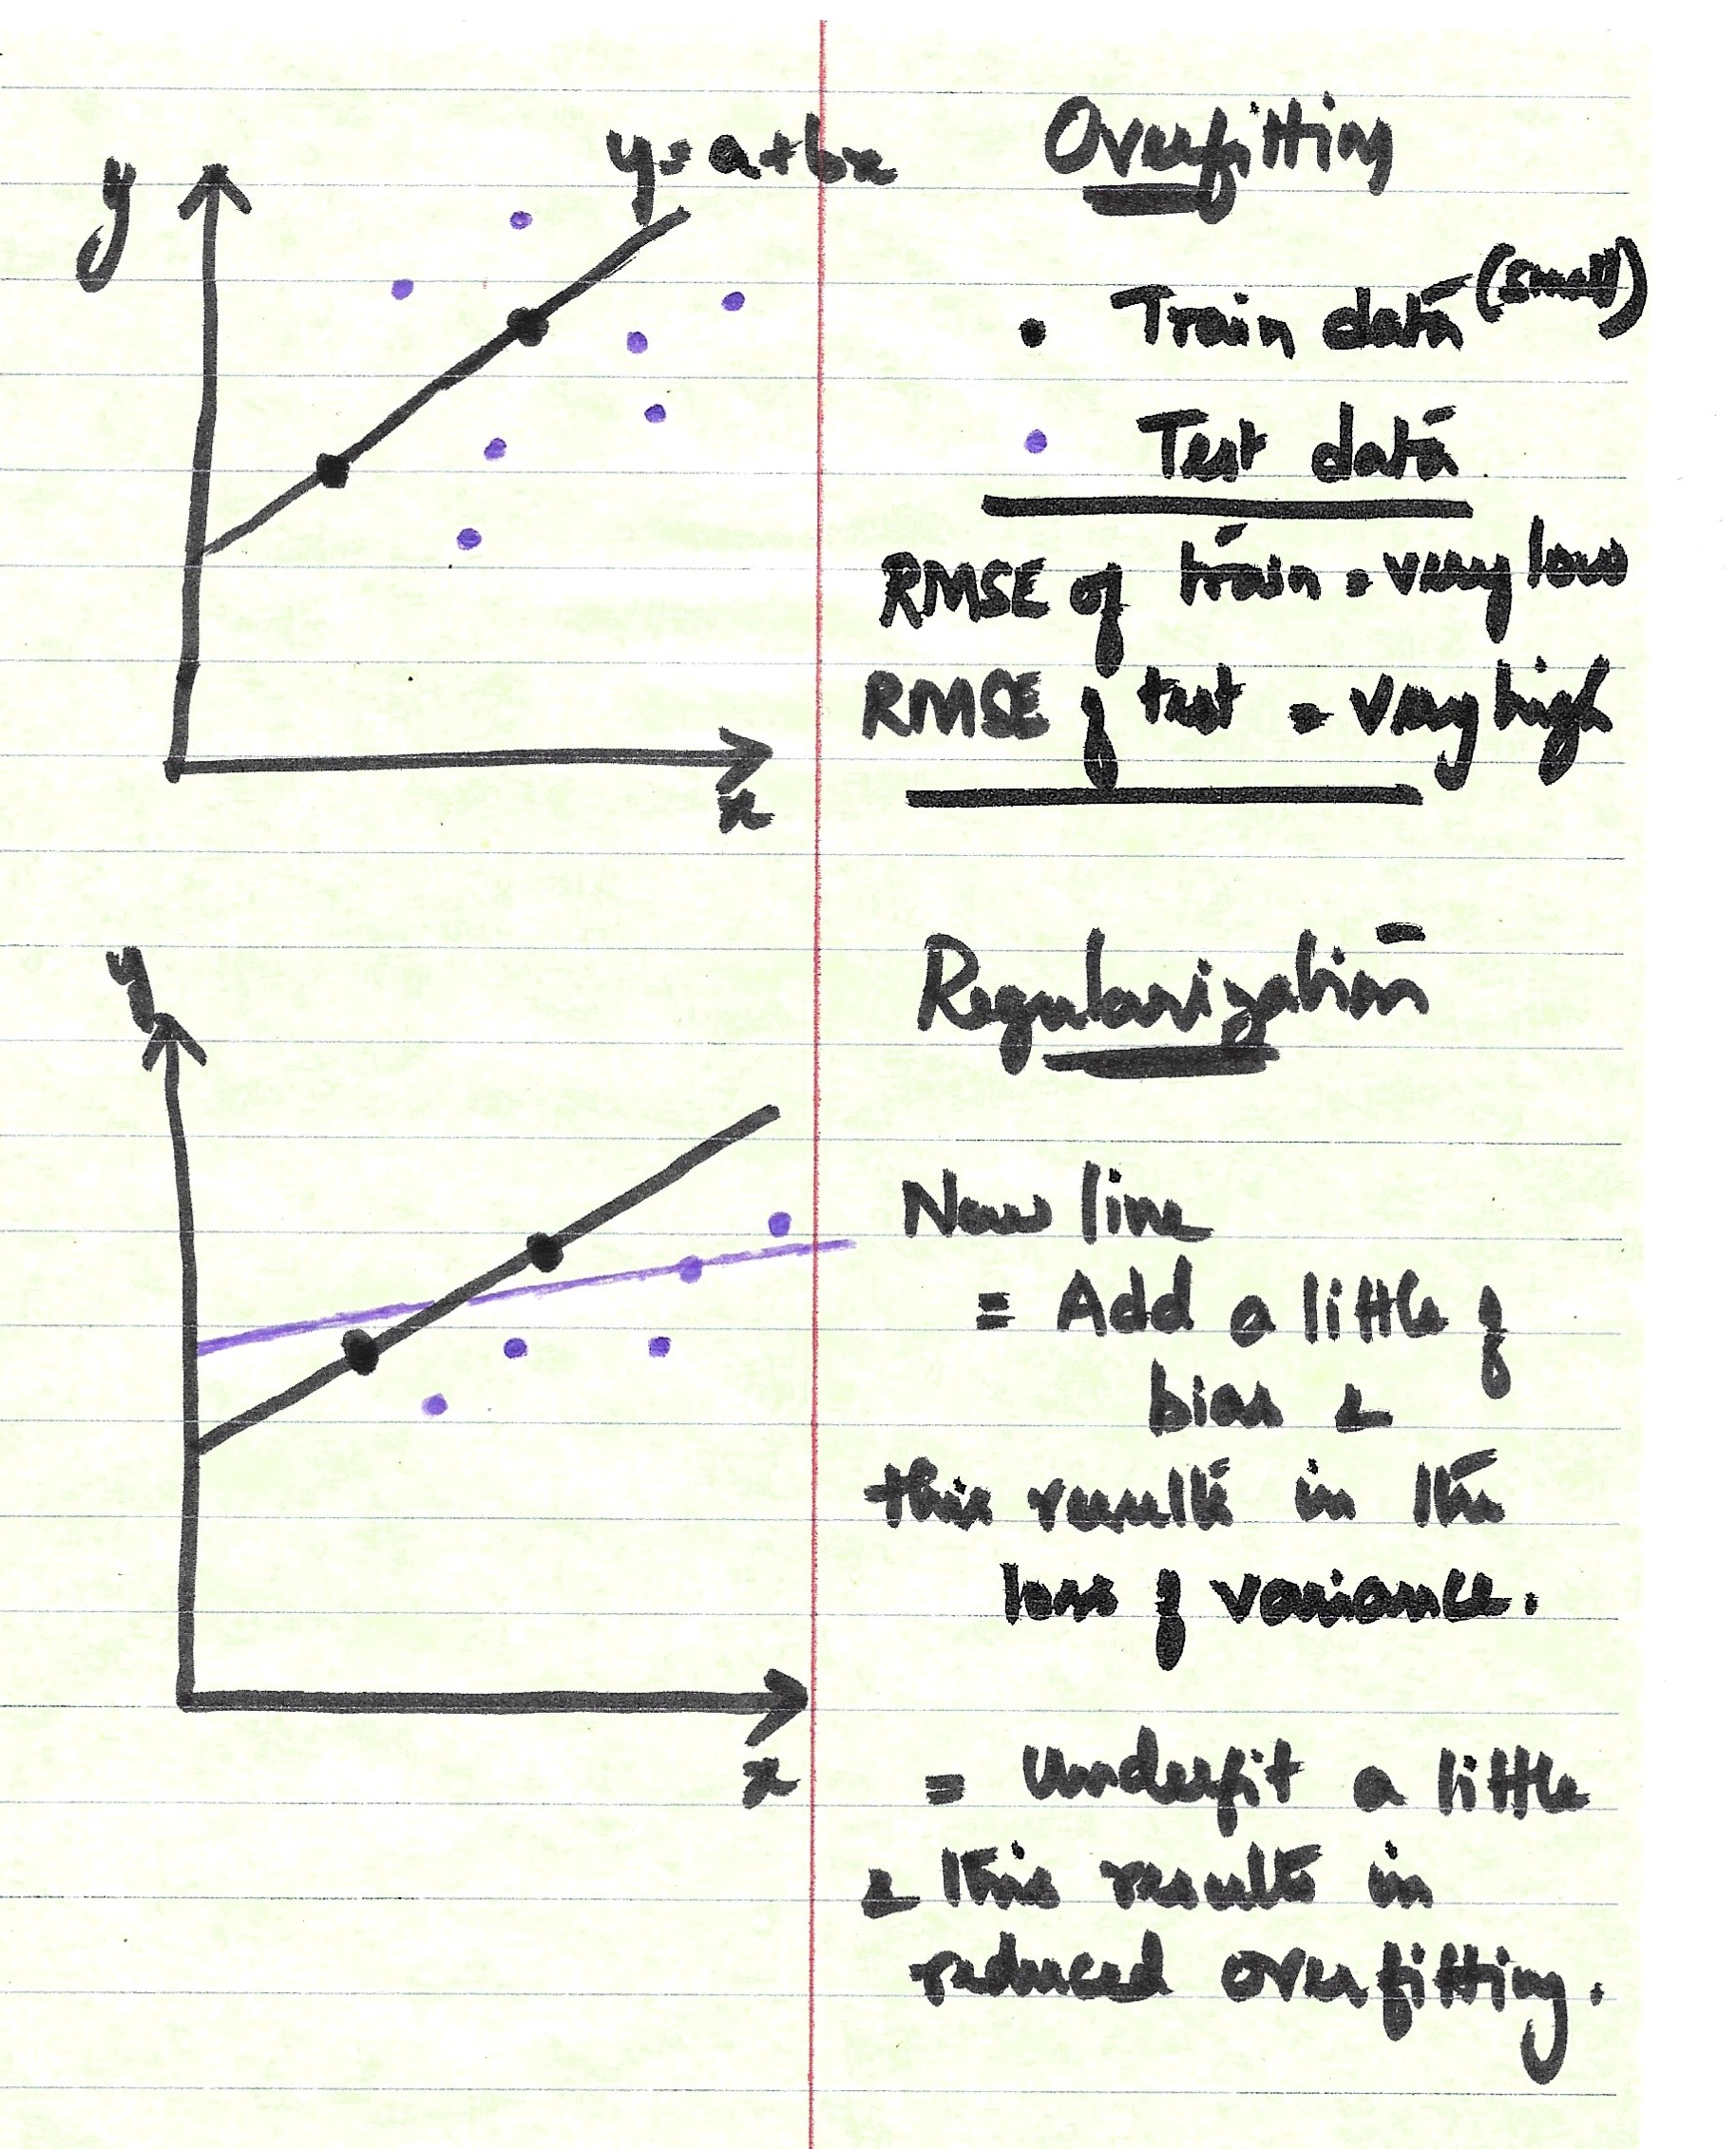 y
y = a + bx
x
Overfitting
• Train data (small)
• Test data
RMSE of train = very low
RMSE of test = very high
y
x
Regularization
New line
= Add a little of
bias &
this results in the
loss of variance.
= Underfit a little
& this results in
reduced overfitting.